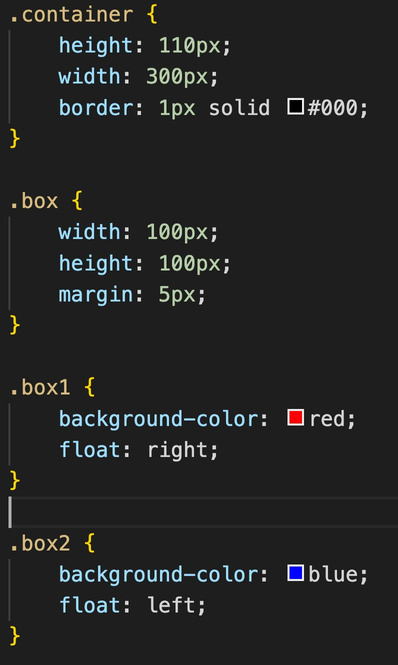 .container {
    height: 110px;
    width: 300px;
    border: 1px solid #000;
}

.box {
    width: 100px;
    height: 100px;
    margin: 5px;
}

.box1 {
    background-color: red;
    float: right;
}

.box2 {
    background-color: blue;
    float: left;
}